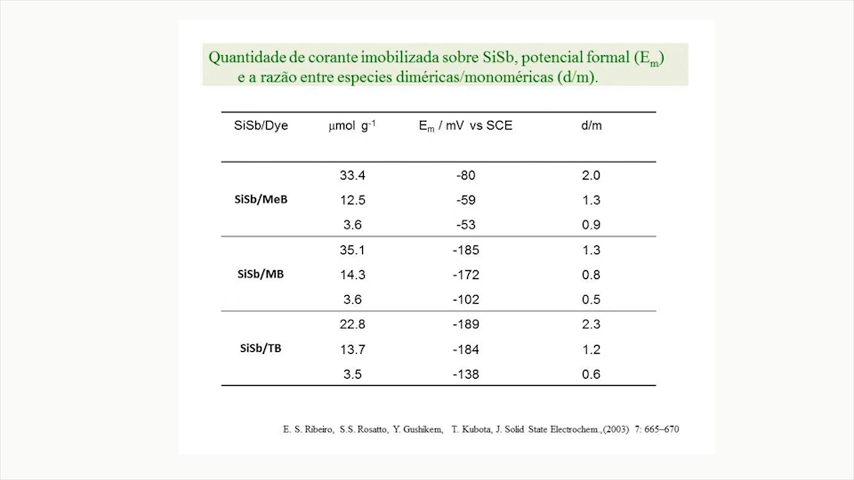 Quantidade de corante imobilizada sobre SiSb, potencial formal (Em)
e a razão entre especies diméricas/monoméricas (d/m).
SiSb/Dye μmol g-1 Em / mV vs SCE d/m
33.4 -80 2.0
SiSb/MeB 12.5 -59 1.3
3.6 -53 0.9
35.1 -185 1.3
SiSb/MB 14.3 -172 0.8
3.6 -102 0.5
22.8 -189 2.3
SiSb/TB 13.7 -184 1.2
3.5 -138 0.6
E. S. Ribeiro, S.S. Rosatto, Y. Gushikem, T. Kubota, J. Solid State Electrochem.,(2003) 7: 665–670